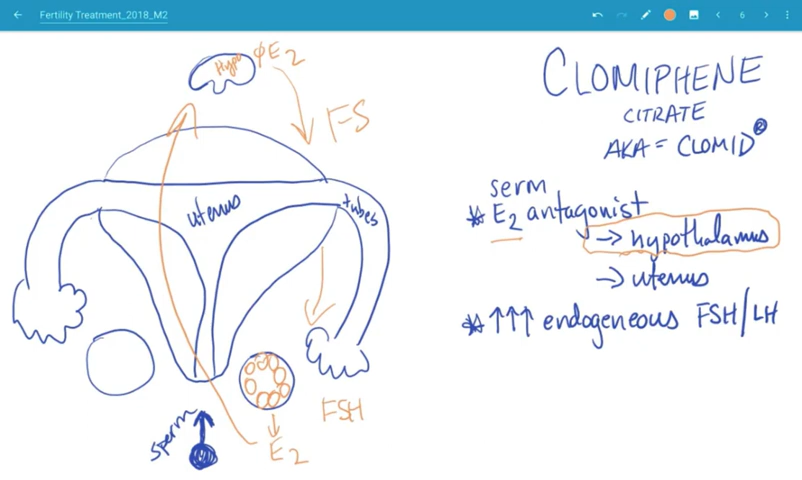 Fertility Treatment_2018_M2
6
Hypo
φE2
FS
uterus
tubes
sperm
FSH
E2
CLOMIPHENE
CITRATE
AKA = CLOMID®
serm
* E2 antagonist
→ hypothalamus
→ uterus
* ↑↑↑ endogeneous FSH/LH